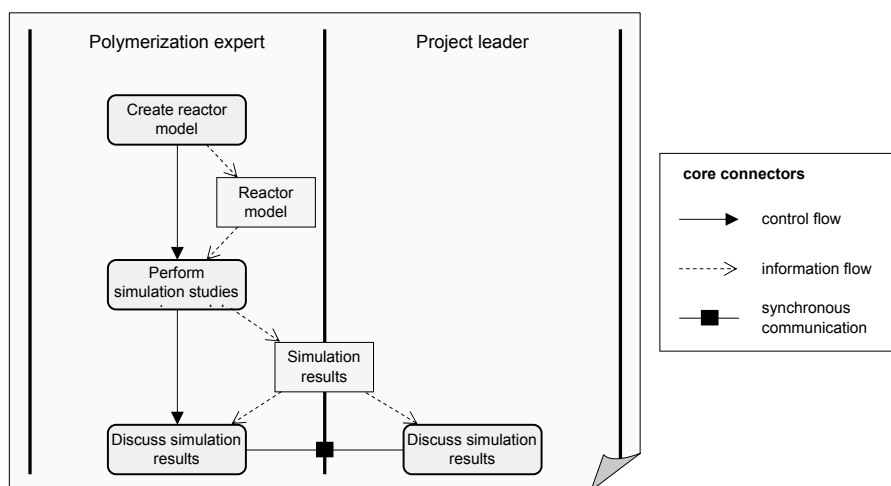 Polymerization expert
Project leader
Create reactor
model
Reactor
model
Perform
simulation studies
Simulation
results
Discuss simulation
results
Discuss simulation
results
core connectors
control flow
information flow
synchronous
communication